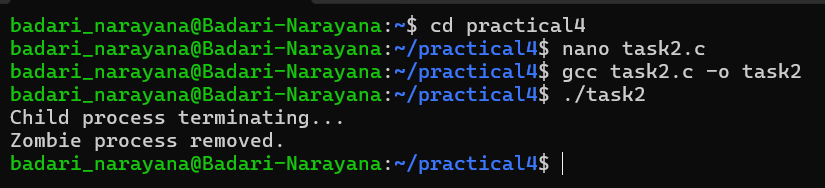 badari_narayana@Badari-Narayana:~$ cd practical4
badari_narayana@Badari-Narayana:~/practical4$ nano task2.c
badari_narayana@Badari-Narayana:~/practical4$ gcc task2.c -o task2
badari_narayana@Badari-Narayana:~/practical4$ ./task2
Child process terminating...
Zombie process removed.
badari_narayana@Badari-Narayana:~/practical4$